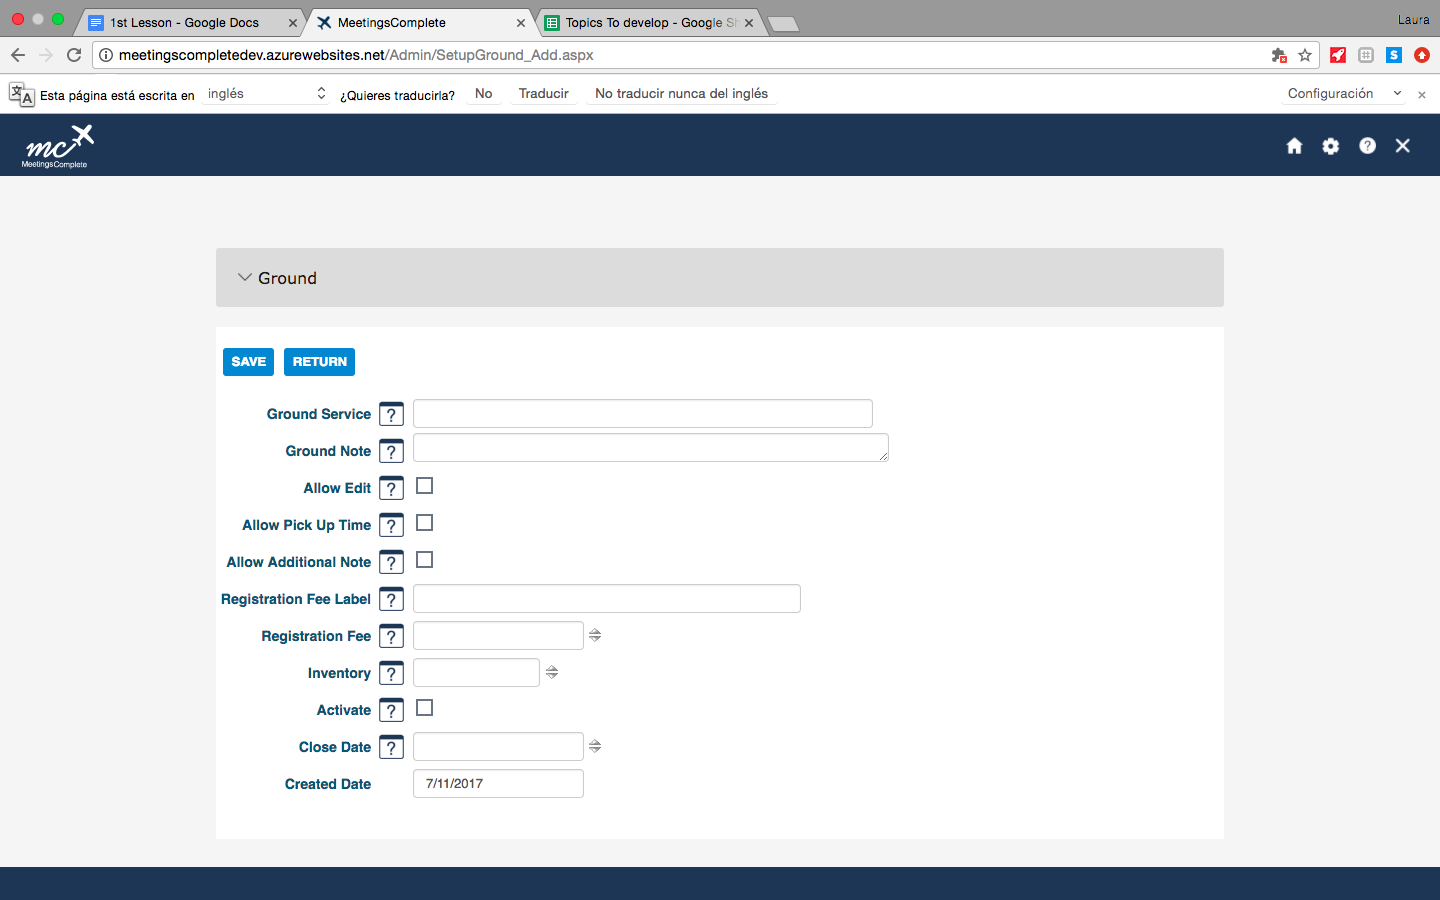 1st Lesson - Google Docs
MeetingsComplete
Topics To develop - Google Sh
Laura
meetingscompletedev.azurewebsites.net/Admin/SetupGround_Add.aspx
Esta página está escrita en inglés ¿Quieres traducirla? No Traducir No traducir nunca del inglés Configuración
mc
MeetingsComplete
Ground
SAVE RETURN
Ground Service ?
Ground Note ?
Allow Edit ?
Allow Pick Up Time ?
Allow Additional Note ?
Registration Fee Label ?
Registration Fee ?
Inventory ?
Activate ?
Close Date ?
Created Date 7/11/2017